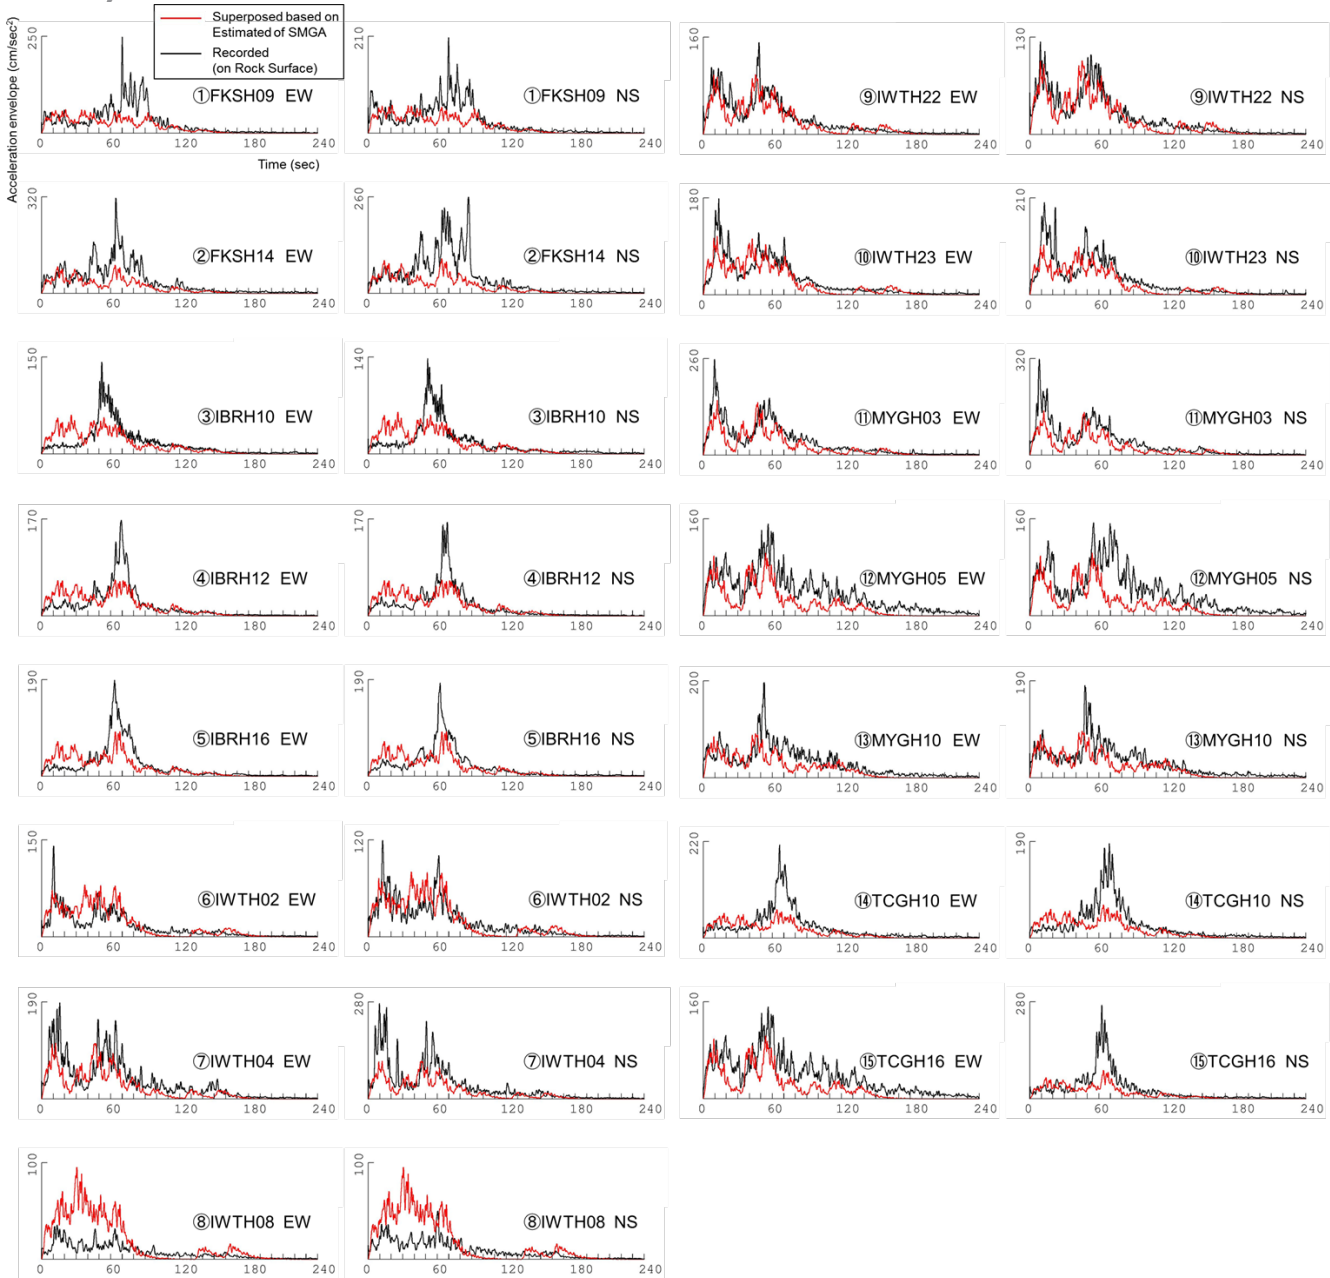 Superposed based on
Estimated of SMGA
Recorded
(on Rock Surface)
Acceleration envelope (cm/sec²)
Time (sec)
250
①FKSH09 EW
0 60 120 180 240
210
①FKSH09 NS
0 60 120 180 240
160
⑨IWTH22 EW
0 60 120 180 240
130
⑨IWTH22 NS
0 60 120 180 240
320
②FKSH14 EW
0 60 120 180 240
260
②FKSH14 NS
0 60 120 180 240
180
⑩IWTH23 EW
0 60 120 180 240
210
⑩IWTH23 NS
0 60 120 180 240
150
③IBRH10 EW
0 60 120 180 240
140
③IBRH10 NS
0 60 120 180 240
260
⑪MYGH03 EW
0 60 120 180 240
320
⑪MYGH03 NS
0 60 120 180 240
170
④IBRH12 EW
0 60 120 180 240
170
④IBRH12 NS
0 60 120 180 240
160
⑫MYGH05 EW
0 60 120 180 240
160
⑫MYGH05 NS
0 60 120 180 240
190
⑤IBRH16 EW
0 60 120 180 240
190
⑤IBRH16 NS
0 60 120 180 240
200
⑬MYGH10 EW
0 60 120 180 240
190
⑬MYGH10 NS
0 60 120 180 240
150
⑥IWTH02 EW
0 60 120 180 240
120
⑥IWTH02 NS
0 60 120 180 240
220
⑭TCGH10 EW
0 60 120 180 240
190
⑭TCGH10 NS
0 60 120 180 240
190
⑦IWTH04 EW
0 60 120 180 240
280
⑦IWTH04 NS
0 60 120 180 240
160
⑮TCGH16 EW
0 60 120 180 240
280
⑮TCGH16 NS
0 60 120 180 240
100
⑧IWTH08 EW
0 60 120 180 240
100
⑧IWTH08 NS
0 60 120 180 240